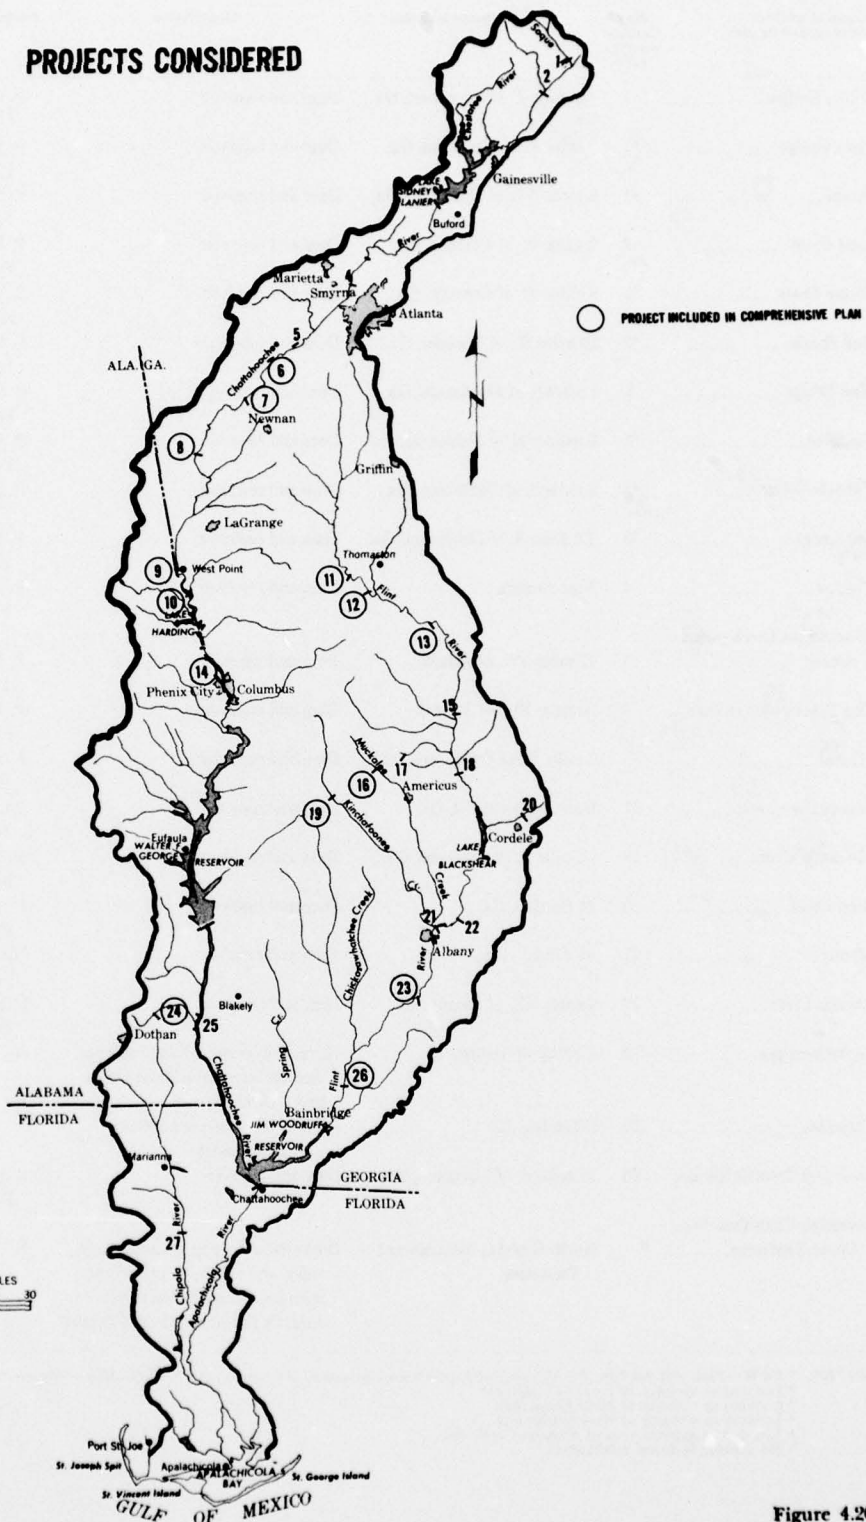 PROJECTS CONSIDERED
Soque
2
River
Chestatee
Gainesville
LAKE
SIDNEY
LANIER
Buford
River
Marietta
Smyrna
Atlanta
PROJECT INCLUDED IN COMPREHENSIVE PLAN
5
ALA. GA.
Chattahoochee
6
7
Newnan
8
Griffin
LaGrange
Thomaston
9
West Point
11
10
LAKE
HARDING
12
Flint
13
River
14
Phenix City
Columbus
15
Muckalee
17
18
16
Americus
19
Kinchafoonee
20
Cordele
Eufaula
WALTER F.
GEORGE
RESERVOIR
LAKE
BLACKSHEAR
Cr.
Creek
Chickasawhatchee Creek
21
22
Albany
River
23
Blakely
24
25
Dothan
Cr.
Spring
Chattahoochee
River
26
Flint
ALABAMA
FLORIDA
Bainbridge
JIM WOODRUFF
RESERVOIR
Marianna
GEORGIA
FLORIDA
Chattahoochee
River
River
27
Chipola
Apalachicola
30
Port St. Joe
St. Joseph Spit
Apalachicola
APALACHICOLA
BAY
St. George Island
St. Vincent Island
GULF OF MEXICO